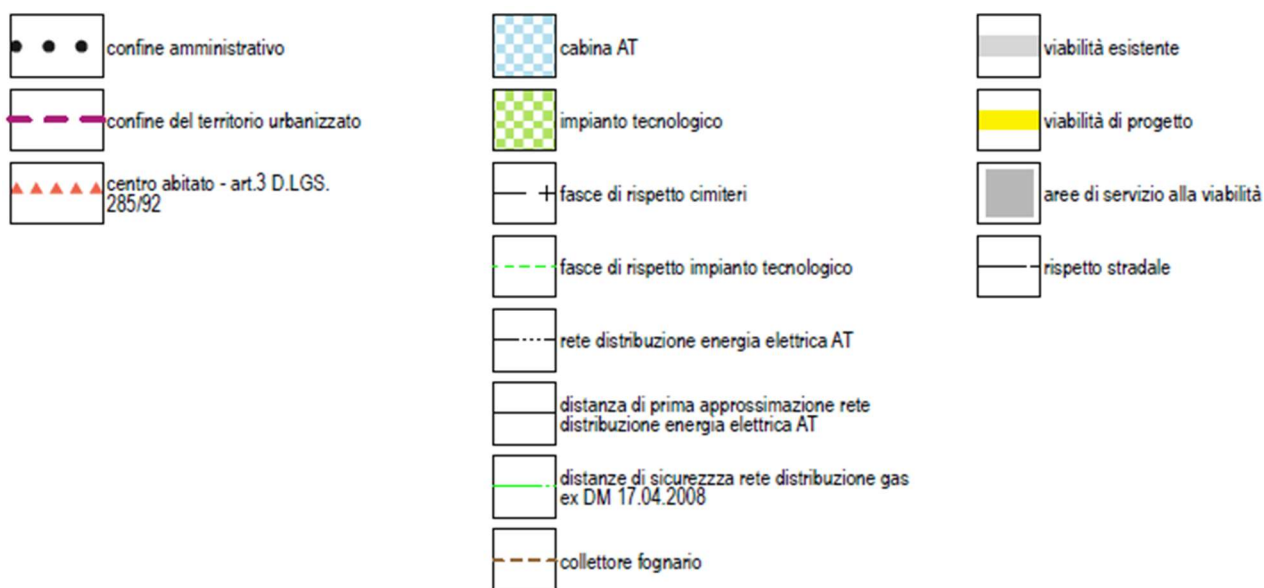 confine amministrativo
confine del territorio urbanizzato
centro abitato - art.3 D.LGS.
285/92
cabina AT
impianto tecnologico
fasce di rispetto cimiteri
fasce di rispetto impianto tecnologico
rete distribuzione energia elettrica AT
distanza di prima approssimazione rete
distribuzione energia elettrica AT
distanze di sicurezzza rete distribuzione gas
ex DM 17.04.2008
collettore fognario
viabilità esistente
viabilità di progetto
aree di servizio alla viabilità
rispetto stradale